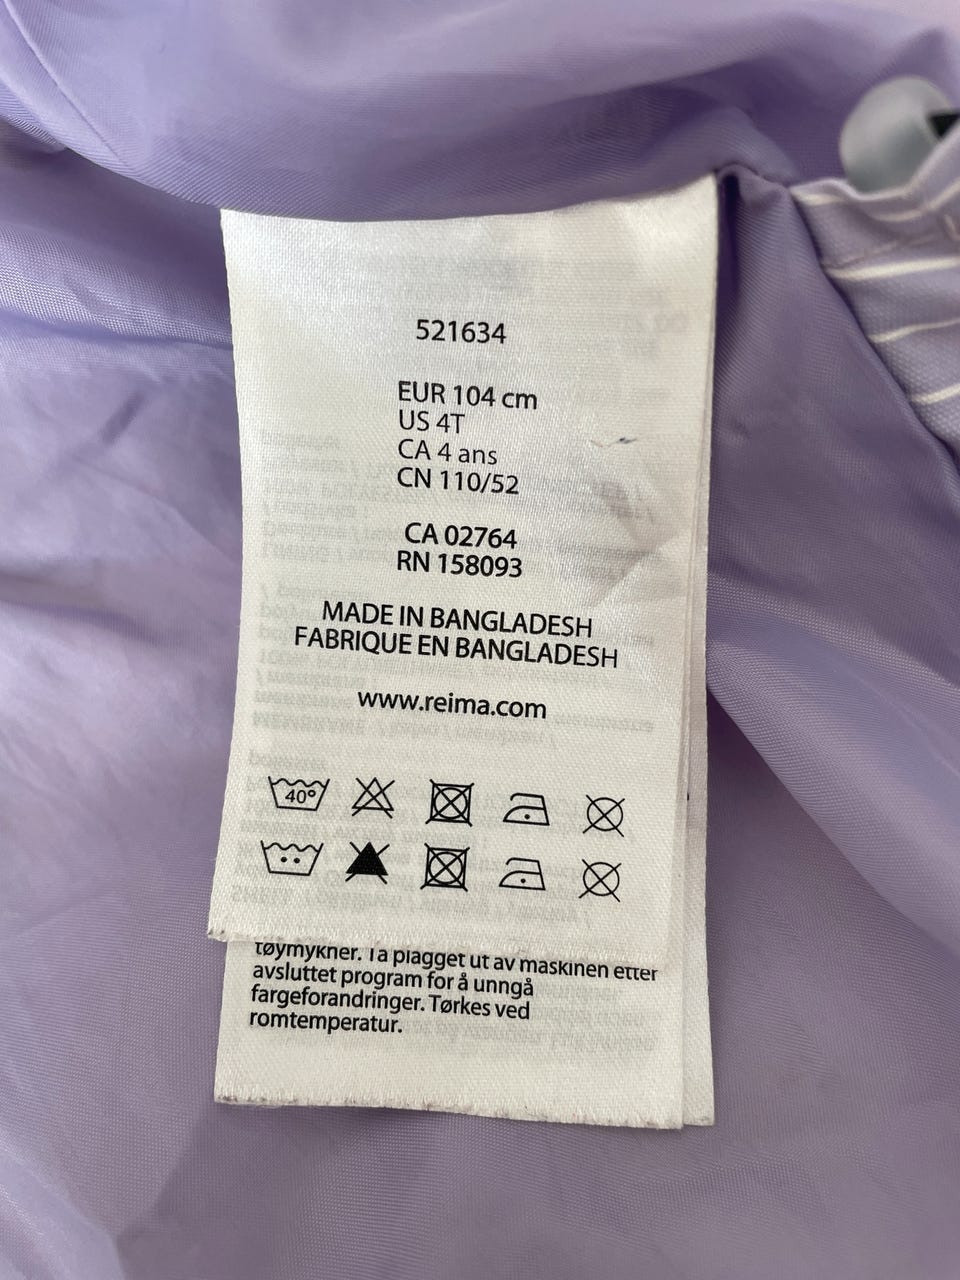 521634
EUR 104 cm
US 4T
CA 4 ans
CN 110/52
CA 02764
RN 158093
MADE IN BANGLADESH
FABRIQUE EN BANGLADESH
www.reima.com
40°
tøymykner. Ta plagget ut av maskinen etter
avsluttet program for å unngå
fargeforandringer. Tørkes ved
romtemperatur.